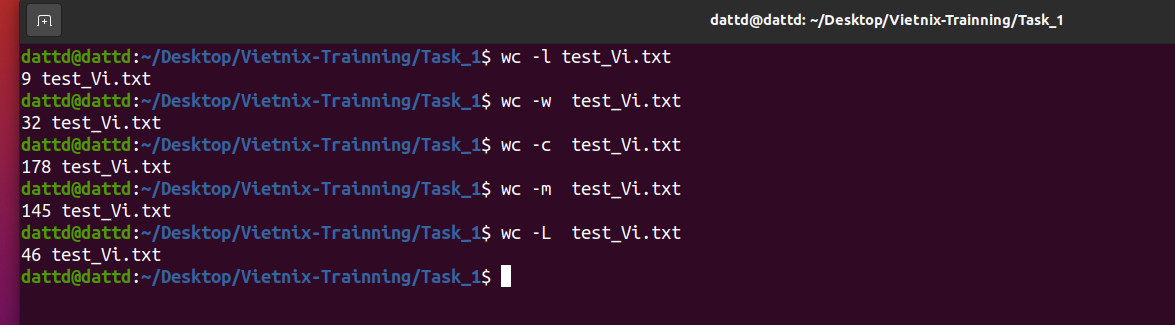 dattd@dattd: ~/Desktop/Vietnix-Trainning/Task_1
dattd@dattd:~/Desktop/Vietnix-Trainning/Task_1$ wc -l test_Vi.txt
9 test_Vi.txt
dattd@dattd:~/Desktop/Vietnix-Trainning/Task_1$ wc -w  test_Vi.txt
32 test_Vi.txt
dattd@dattd:~/Desktop/Vietnix-Trainning/Task_1$ wc -c  test_Vi.txt
178 test_Vi.txt
dattd@dattd:~/Desktop/Vietnix-Trainning/Task_1$ wc -m  test_Vi.txt
145 test_Vi.txt
dattd@dattd:~/Desktop/Vietnix-Trainning/Task_1$ wc -L  test_Vi.txt
46 test_Vi.txt
dattd@dattd:~/Desktop/Vietnix-Trainning/Task_1$